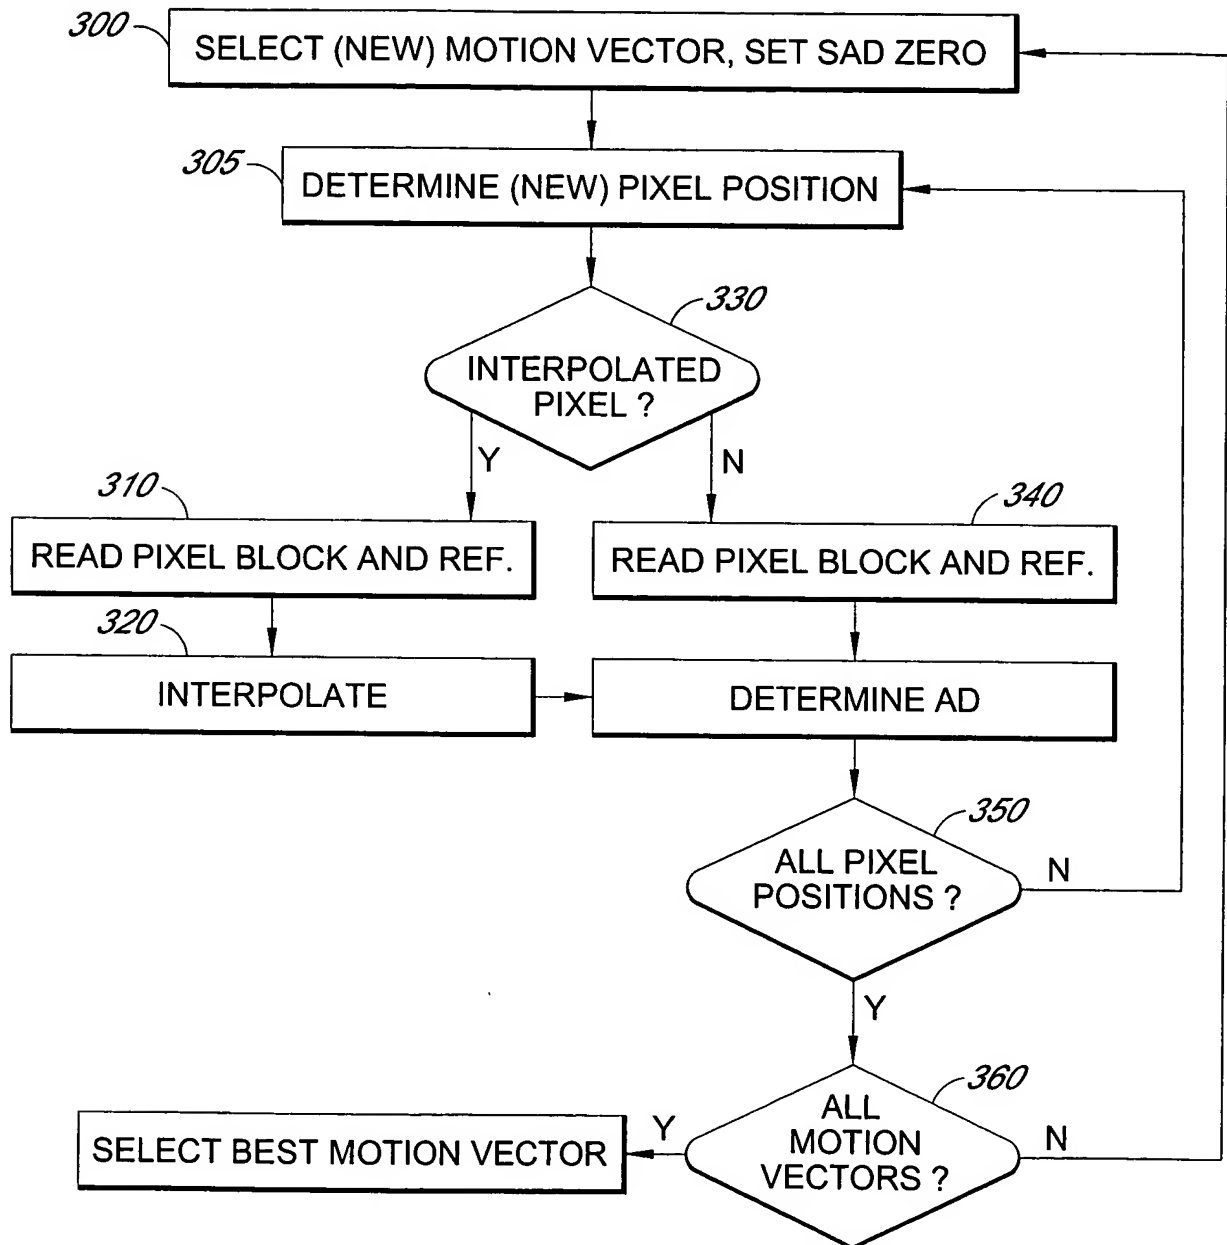 300
SELECT (NEW) MOTION VECTOR, SET SAD ZERO
305
DETERMINE (NEW) PIXEL POSITION
330
INTERPOLATED
PIXEL ?
Y
N
310
READ PIXEL BLOCK AND REF.
340
READ PIXEL BLOCK AND REF.
320
INTERPOLATE
DETERMINE AD
350
ALL PIXEL
POSITIONS ?
N
Y
360
ALL
MOTION
VECTORS ?
Y
N
SELECT BEST MOTION VECTOR